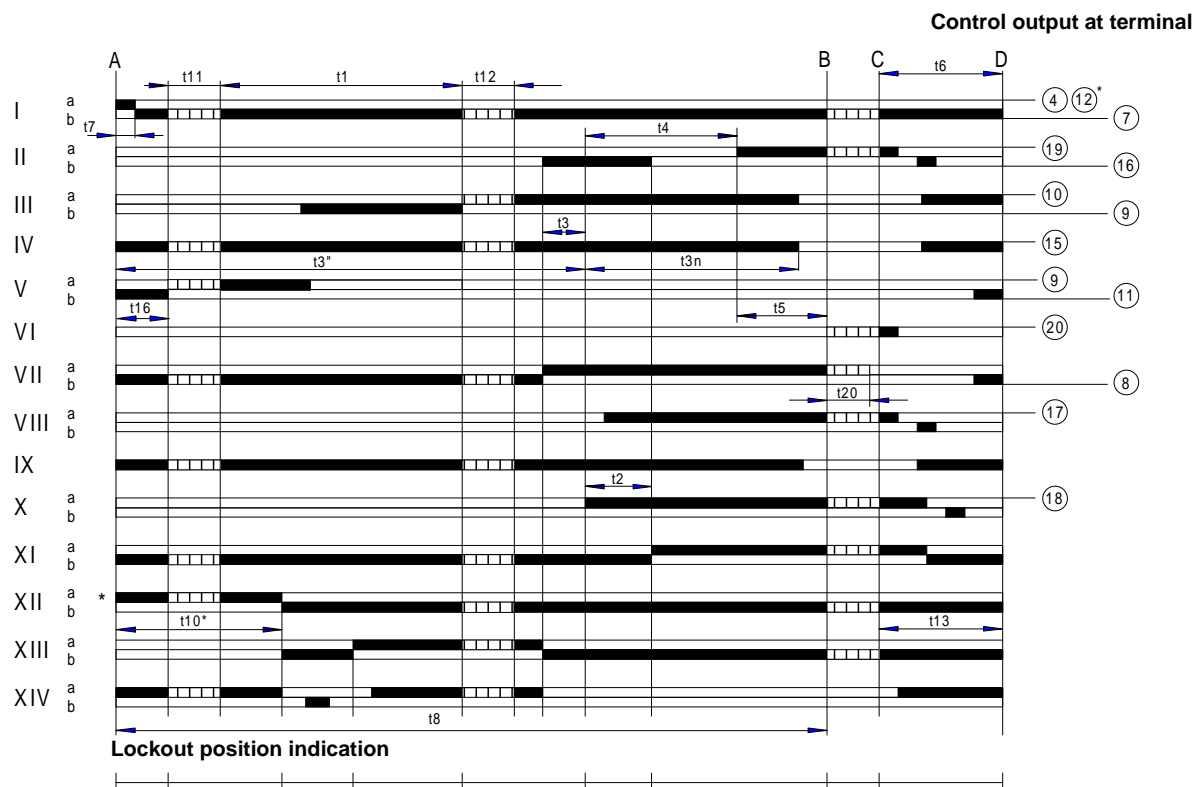 Control output at terminal
A B C D
t11 t1 t12 t6
I a b 4 12* 7
t7 t4
II a b 19 16
III a b 10 9
t3
IV 15
t3" t3n
V a b 9 11
t16 t5
VI 20
VII a b 8
t20
VIII a b 17
IX
t2
X a b 18
XI a b
XII a b *
t10* t13
XIII a b
XIV a b
t8
Lockout position indication